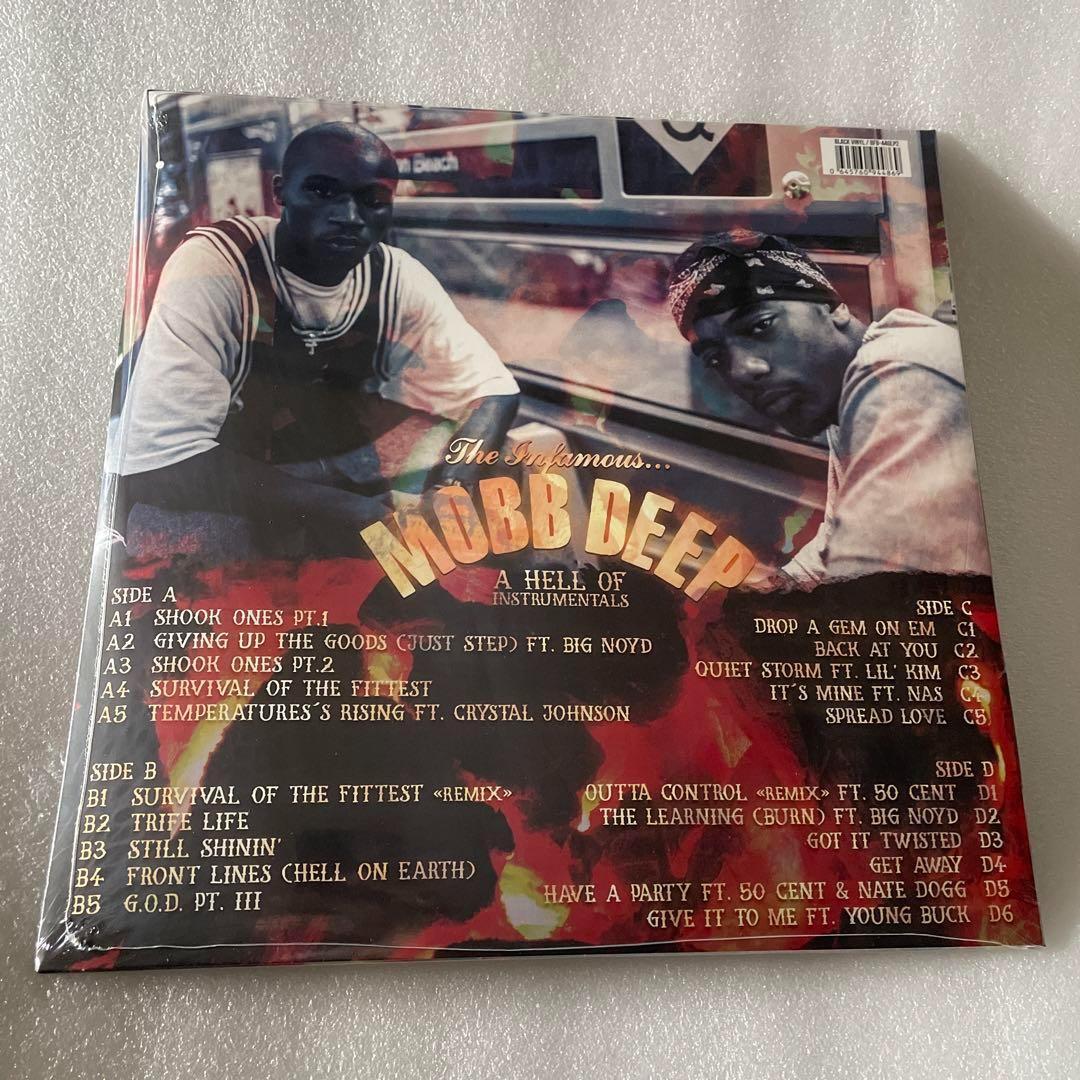 BLACK VINYL / BFD-446LP2
0 645760 944869
Q
n Beach
The Infamous...
MOBB DEEP
A HELL OF
INSTRUMENTALS
SIDE A
A1 SHOOK ONES PT.1
A2 GIVING UP THE GOODS (JUST STEP) FT. BIG NOYD
A3 SHOOK ONES PT.2
A4 SURVIVAL OF THE FITTEST
A5 TEMPERATURES´S RISING FT. CRYSTAL JOHNSON
SIDE B
B1 SURVIVAL OF THE FITTEST «REMIX»
B2 TRIFE LIFE
B3 STILL SHININ'
B4 FRONT LINES (HELL ON EARTH)
B5 G.O.D. PT. III
SIDE C
DROP A GEM ON EM C1
BACK AT YOU C2
QUIET STORM FT. LIL' KIM C3
IT´S MINE FT. NAS C4
SPREAD LOVE C5
SIDE D
OUTTA CONTROL «REMIX» FT. 50 CENT D1
THE LEARNING (BURN) FT. BIG NOYD D2
GOT IT TWISTED D3
GET AWAY D4
HAVE A PARTY FT. 50 CENT & NATE DOGG D5
GIVE IT TO ME FT. YOUNG BUCK D6